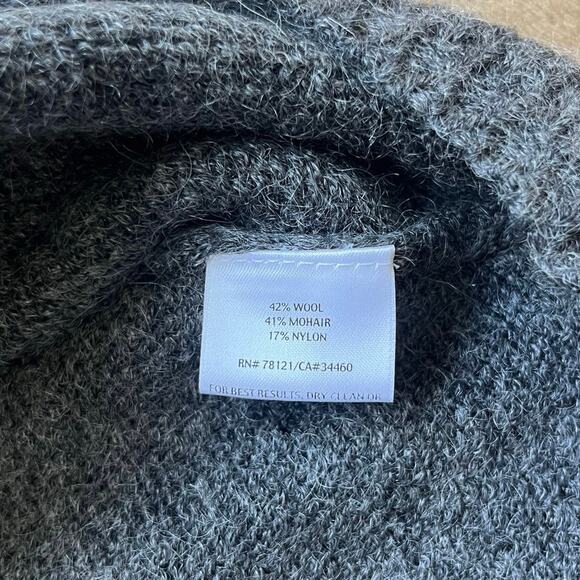 42% WOOL
41% MOHAIR
17% NYLON
RN# 78121/CA#34460
FOR BEST RESULTS, DRY CLEAN OR